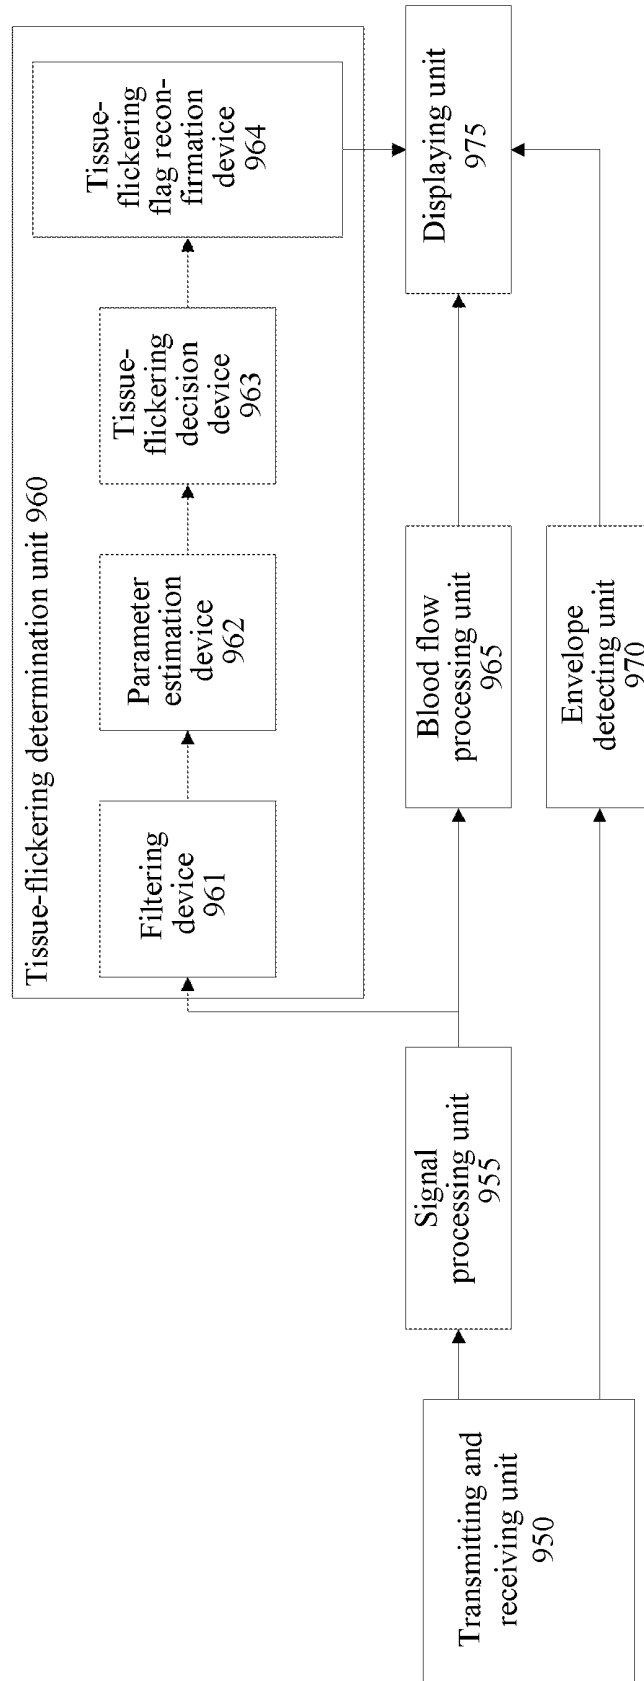 Tissue-flickering determination unit 960
Filtering
device
961
Parameter
estimation
device
962
Tissue-
flickering
decision
device
963
Tissue-
flickering
flag recon-
firmation
device
964
Transmitting and
receiving unit
950
Signal
processing unit
955
Blood flow
processing unit
965
Displaying unit
975
Envelope
detecting unit
970